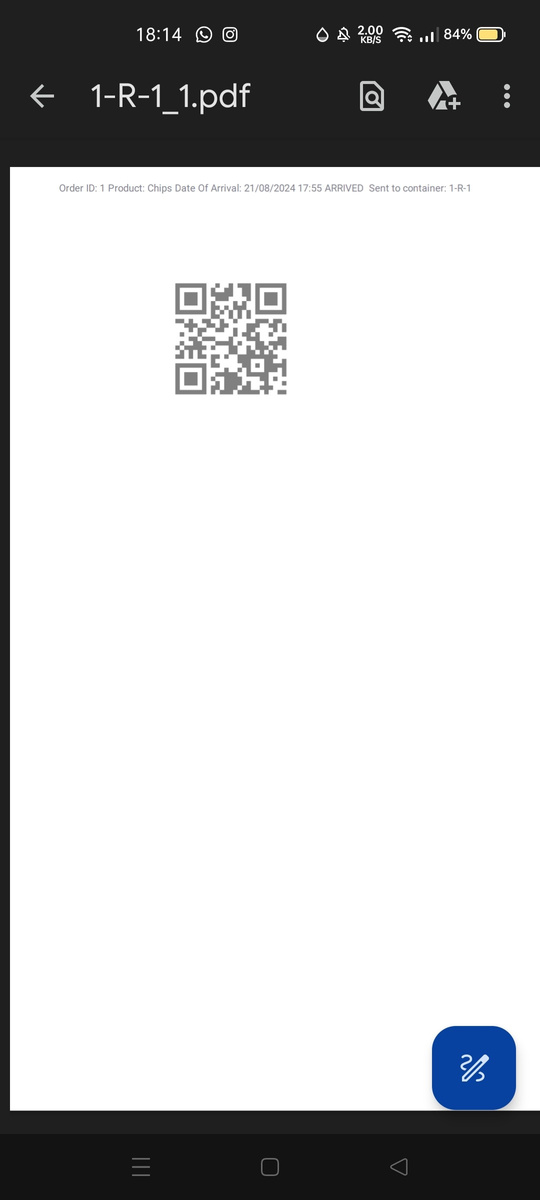 18:14 2.00 KB/S 84%
1-R-1_1.pdf
Order ID: 1 Product: Chips Date Of Arrival: 21/08/2024 17:55 ARRIVED Sent to container: 1-R-1